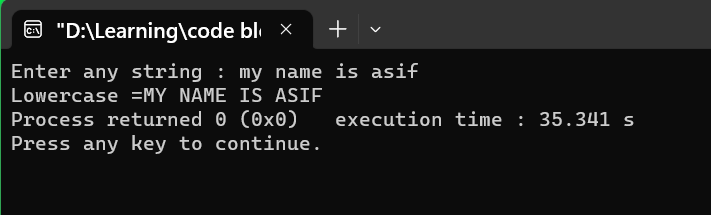 "D:\Learning\code bl
Enter any string : my name is asif
Lowercase =MY NAME IS ASIF
Process returned 0 (0x0)   execution time : 35.341 s
Press any key to continue.